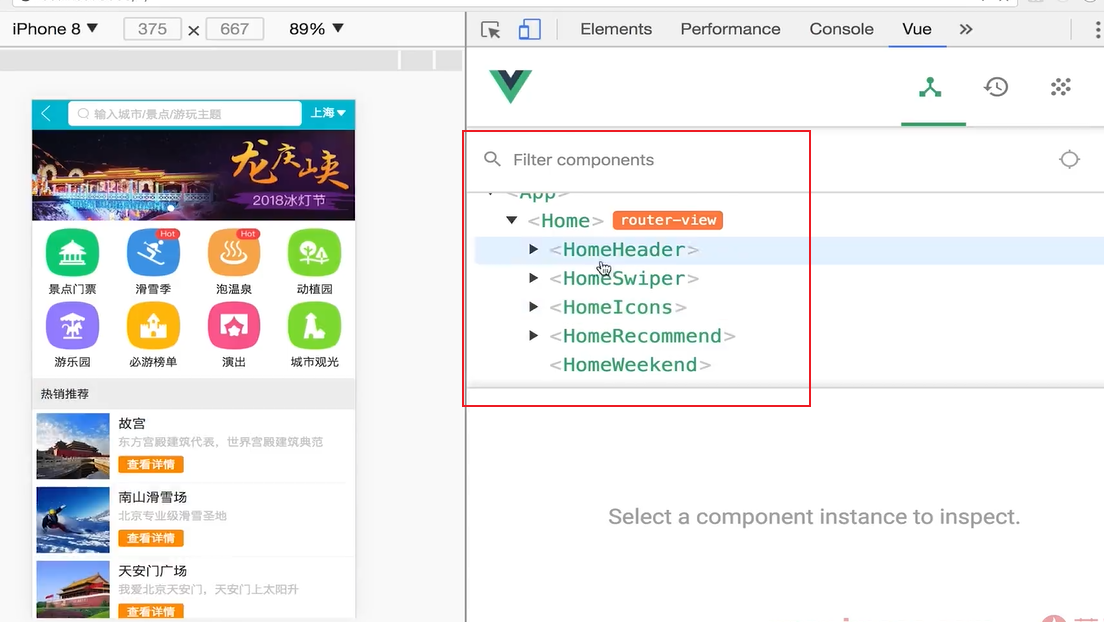 iPhone 8 ▼ 375 × 667 89% ▼
Elements Performance Console Vue »
输入城市/景点/游玩主题 上海
龙庆峡
2018冰灯节
Hot Hot
景点门票 滑雪季 泡温泉 动植园
游乐园 必游榜单 演出 城市观光
热销推荐
故宫
东方宫殿建筑代表，世界宫殿建筑典范
查看详情
南山滑雪场
北京专业级滑雪圣地
查看详情
天安门广场
我爱北京天安门，天安门上太阳升
查看详情
Filter components
<App>
▼ <Home> router-view
▶ <HomeHeader>
▶ <HomeSwiper>
▶ <HomeIcons>
▶ <HomeRecommend>
<HomeWeekend>
Select a component instance to inspect.